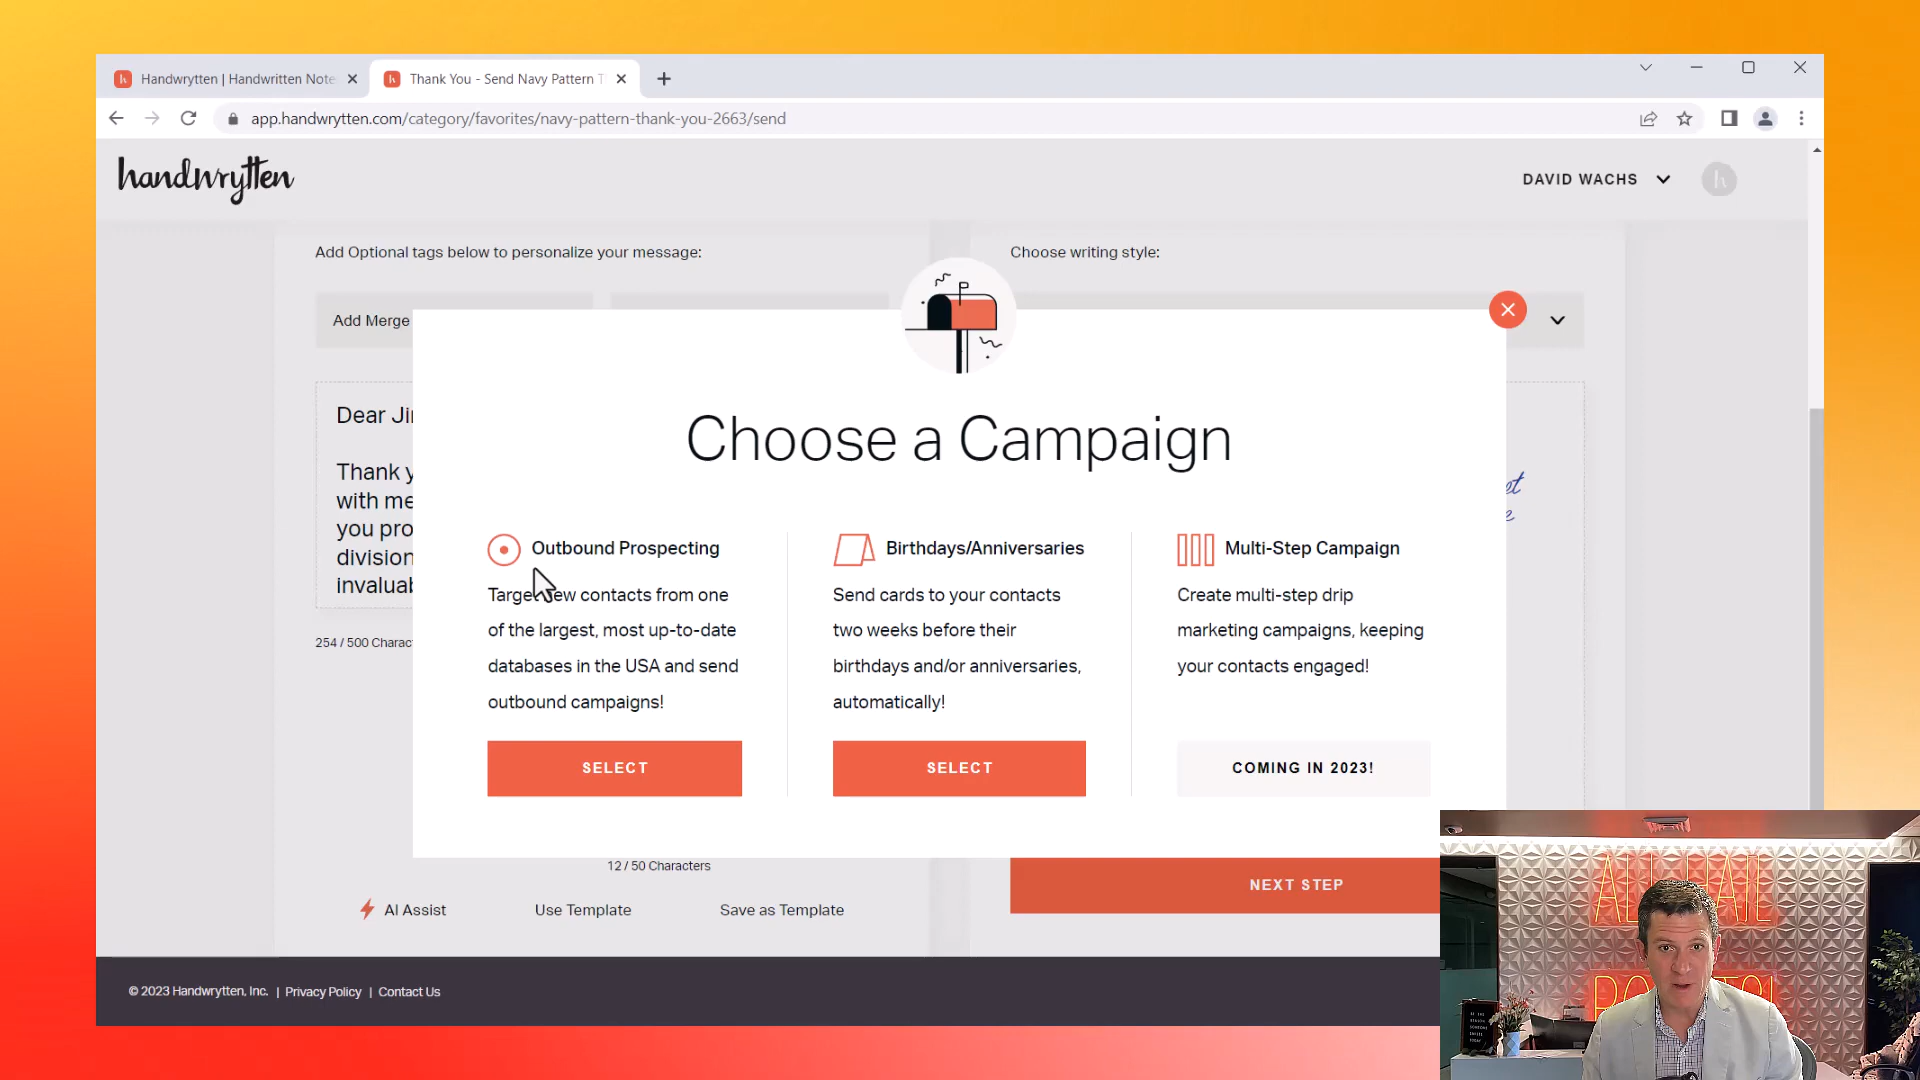 Handwrytten | Handwritten Note
Thank You - Send Navy Pattern T
app.handwrytten.com/category/favorites/navy-pattern-thank-you-2663/send
handwrytten
DAVID WACHS
h
Add Optional tags below to personalize your message:
Choose writing style:
Add Merge
Dear Ji
Thank y
with me
you pro
division
invaluab
254 / 500 Charac
Choose a Campaign
Outbound Prospecting
Target new contacts from one
of the largest, most up-to-date
databases in the USA and send
outbound campaigns!
SELECT
Birthdays/Anniversaries
Send cards to your contacts
two weeks before their
birthdays and/or anniversaries,
automatically!
SELECT
Multi-Step Campaign
Create multi-step drip
marketing campaigns, keeping
your contacts engaged!
COMING IN 2023!
et
e
12 / 50 Characters
NEXT STEP
AI Assist
Use Template
Save as Template
© 2023 Handwrytten, Inc. | Privacy Policy | Contact Us